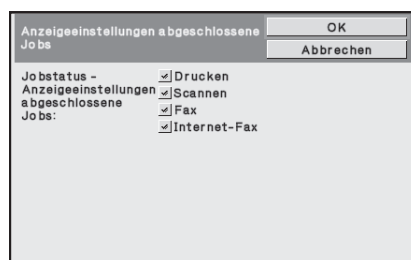 Anzeigeeinstellungen abgeschlossene
Jobs
OK
Abbrechen
Jobstatus -
Anzeigeeinstellungen
abgeschlossene
Jobs:
Drucken
Scannen
Fax
Internet-Fax